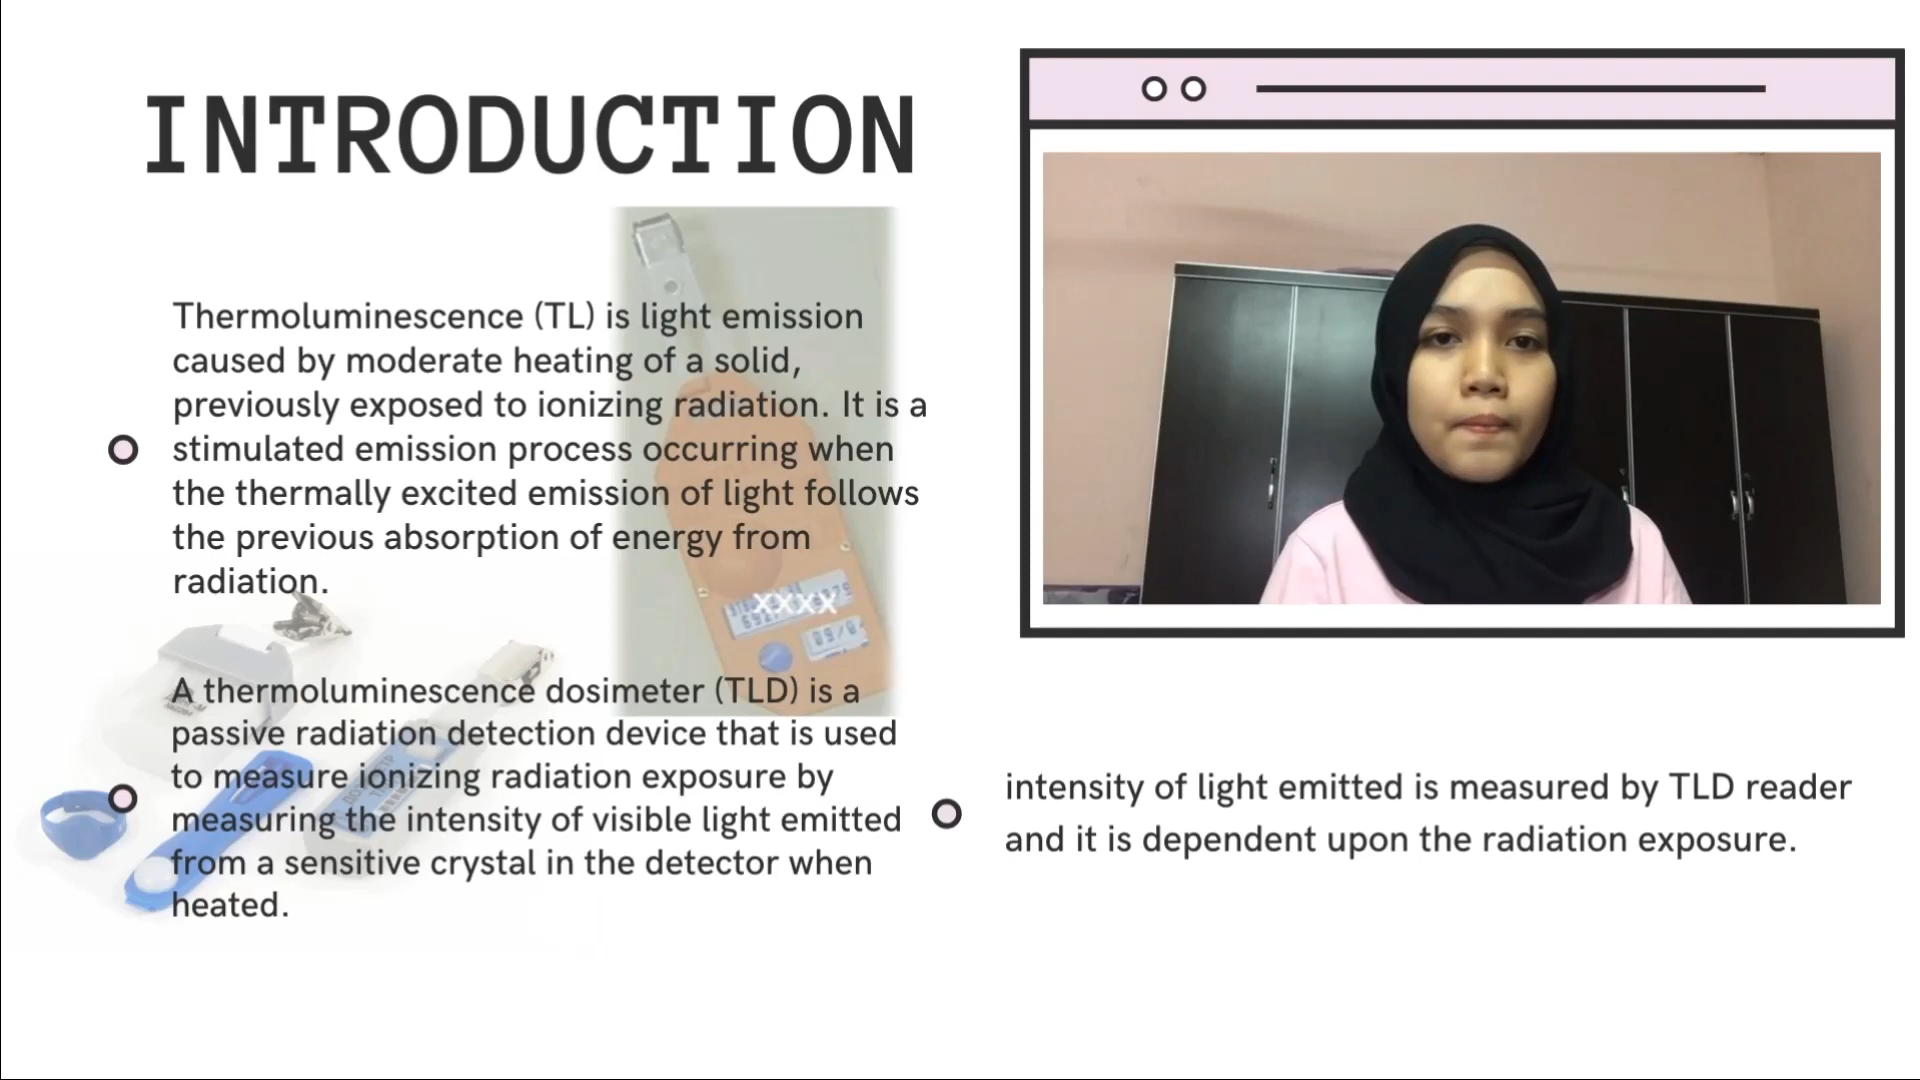 INTRODUCTION
Thermoluminescence (TL) is light emission
caused by moderate heating of a solid,
previously exposed to ionizing radiation. It is a
stimulated emission process occurring when
the thermally excited emission of light follows
the previous absorption of energy from
radiation.
XXXX
A thermoluminescence dosimeter (TLD) is a
passive radiation detection device that is used
to measure ionizing radiation exposure by
measuring the intensity of visible light emitted
from a sensitive crystal in the detector when
heated.
intensity of light emitted is measured by TLD reader
and it is dependent upon the radiation exposure.